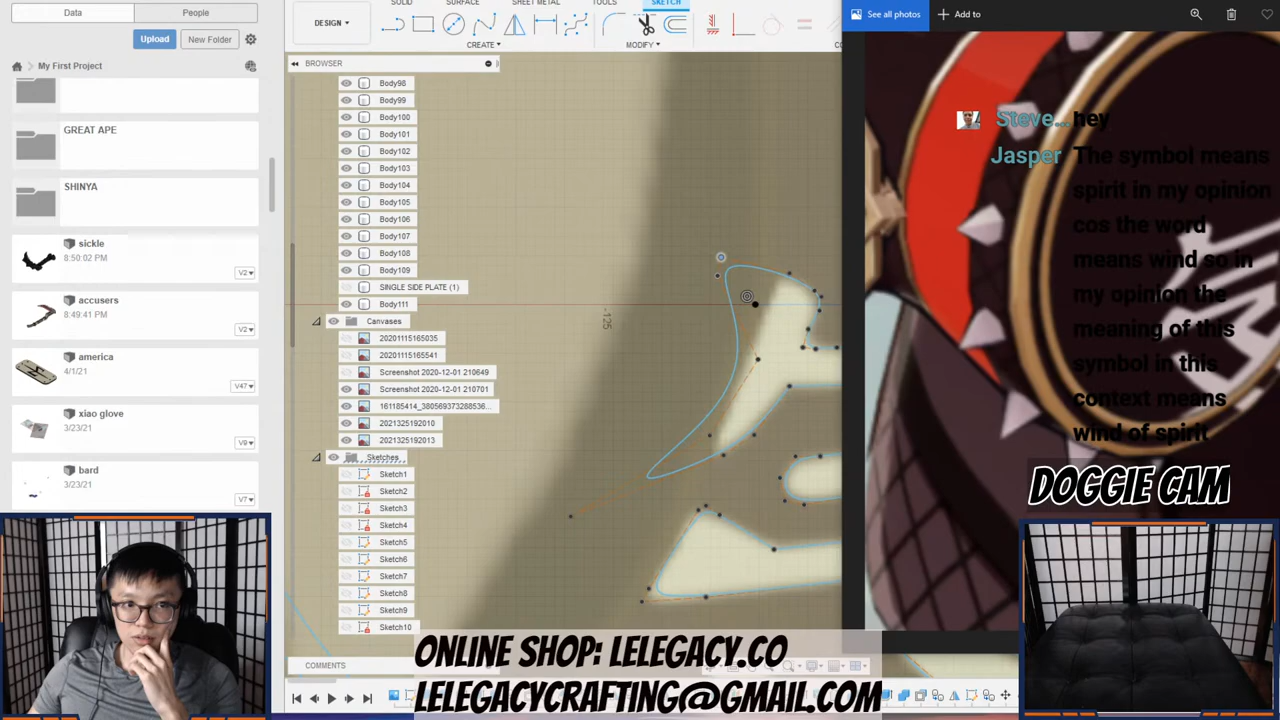 Data
People
Upload
New Folder
My First Project
GREAT APE
SHINYA
sickle
8:50:02 PM
V2
accusers
8:49:41 PM
V2
america
4/1/21
V47
xiao glove
3/23/21
V9
bard
3/23/21
V7
SOLID
SURFACE
SHEET METAL
TOOLS
SKETCH
DESIGN
CREATE
MODIFY
BROWSER
Body98
Body99
Body100
Body101
Body102
Body103
Body104
Body105
Body106
Body107
Body108
Body109
SINGLE SIDE PLATE (1)
Body111
Canvases
20201115165035
20201115165541
Screenshot 2020-12-01 210649
Screenshot 2020-12-01 210701
161185414_380569373288536...
2021325192010
2021325192013
Sketches
Sketch1
Sketch2
Sketch3
Sketch4
Sketch5
Sketch6
Sketch7
Sketch8
Sketch9
Sketch10
-125
COMMENTS
ONLINE SHOP: LELEGACY.CO
LELEGACYCRAFTING@GMAIL.COM
See all photos
Add to
Steve... hey
Jasper The symbol means
spirit in my opinion
cos the word
means wind so in
my opinion the
meaning of this
symbol in this
context means
wind of spirit
DOGGIE CAM